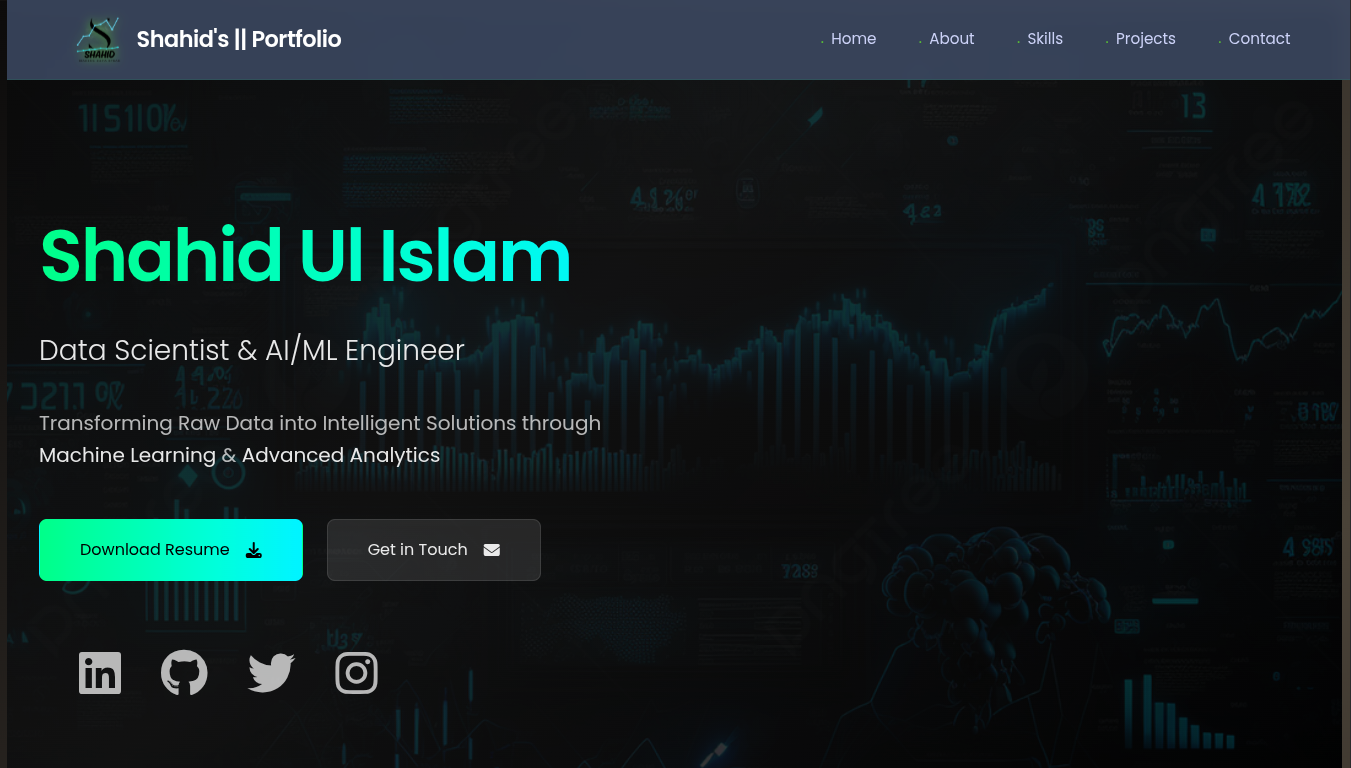 SHAHID
Shahid's || Portfolio
Home
About
Skills
Projects
Contact
Shahid Ul Islam
Data Scientist & AI/ML Engineer
Transforming Raw Data into Intelligent Solutions through
Machine Learning & Advanced Analytics
Download Resume
Get in Touch